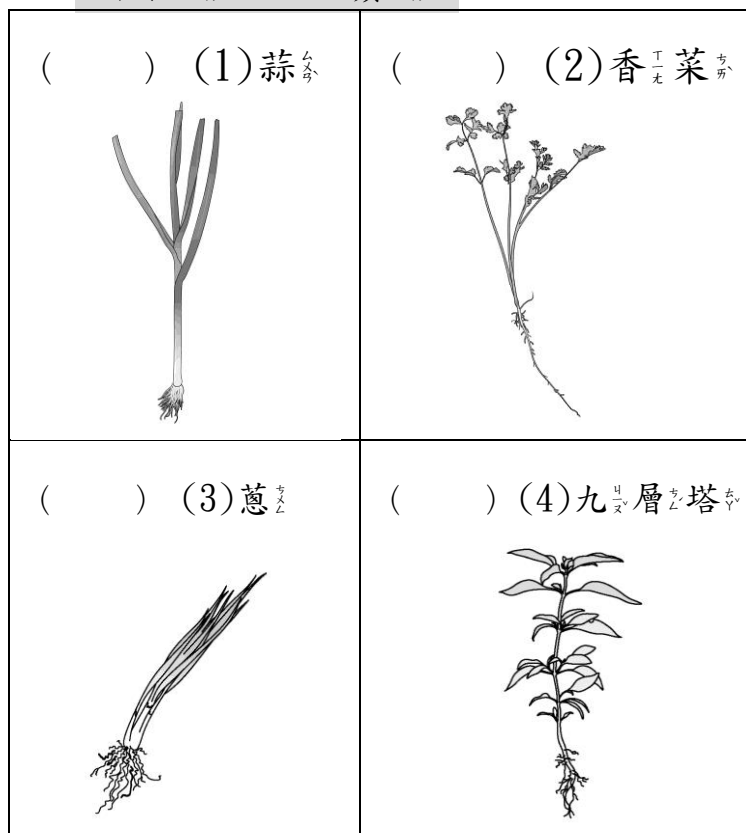 (　　) (1)蒜ㄙㄨㄢˋ
(　　) (2)香ㄒㄧㄤ菜ㄘㄞˋ
(　　) (3)蔥ㄘㄨㄥ
(　　) (4)九ㄐㄧㄡˇ層ㄘㄥˊ塔ㄊㄚˇ